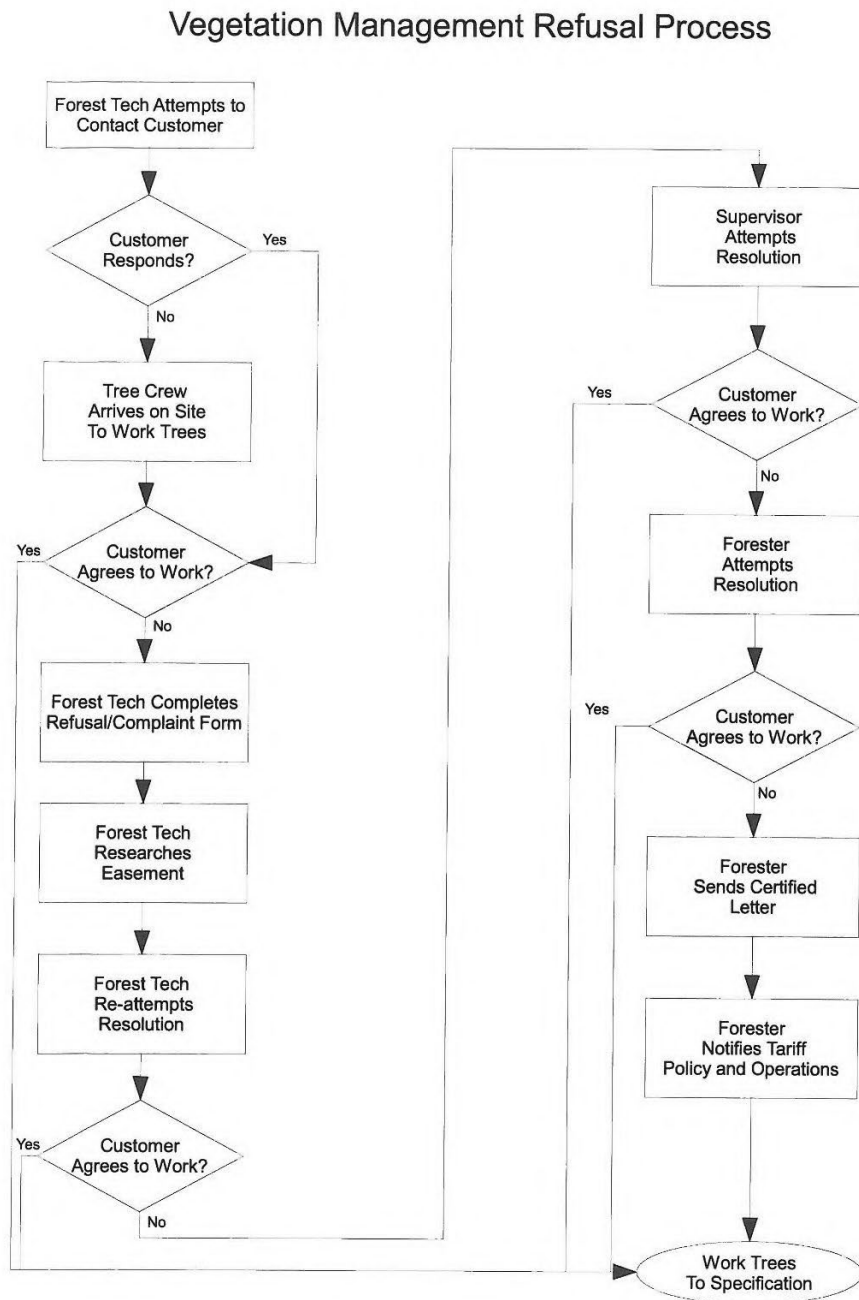 Vegetation Management Refusal Process
Forest Tech Attempts to
Contact Customer
Customer
Responds?
Yes
No
Tree Crew
Arrives on Site
To Work Trees
Customer
Agrees to Work?
Yes
No
Forest Tech Completes
Refusal/Complaint Form
Forest Tech
Researches
Easement
Forest Tech
Re-attempts
Resolution
Customer
Agrees to Work?
Yes
No
Supervisor
Attempts
Resolution
Customer
Agrees to Work?
Yes
No
Forester
Attempts
Resolution
Customer
Agrees to Work?
Yes
No
Forester
Sends Certified
Letter
Forester
Notifies Tariff
Policy and Operations
Work Trees
To Specification